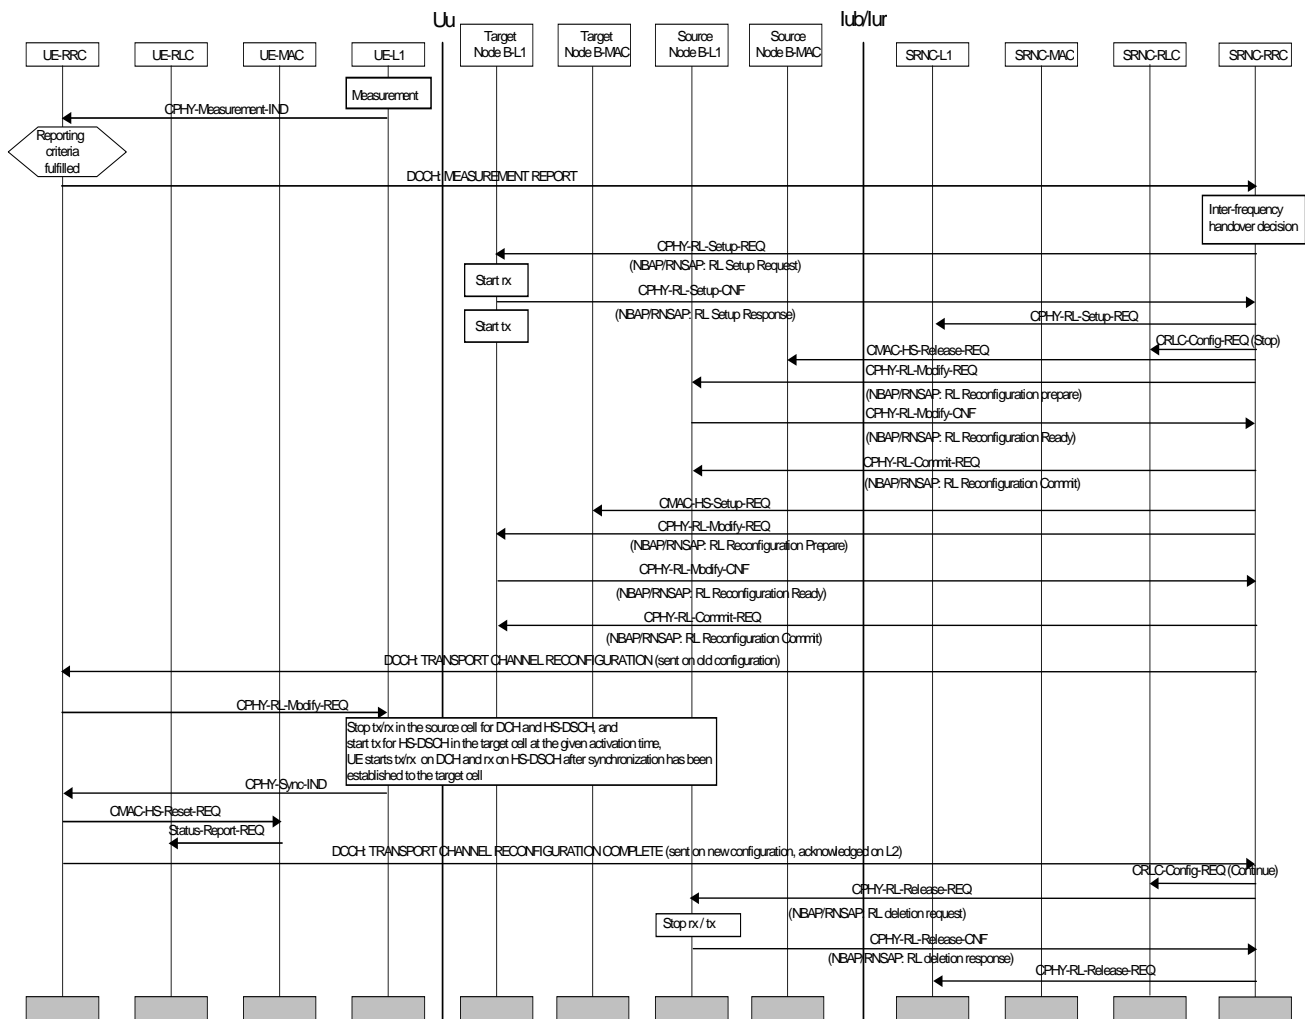 Uu
Iub/Iur
UE-RRC
UE-RLC
UE-MAC
UE-L1
Target
Node B-L1
Target
Node B-MAC
Source
Node B-L1
Source
Node B-MAC
SRNC-L1
SRNC-MAC
SRNC-RLC
SRNC-RRC
Measurement
CPHY-Measurement-IND
Reporting
criteria
fulfilled
DCCH: MEASUREMENT REPORT
Inter-frequency
handover decision
CPHY-RL-Setup-REQ
(NBAP/RNSAP: RL Setup Request)
Start rx
CPHY-RL-Setup-CNF
(NBAP/RNSAP: RL Setup Response)
Start tx
CPHY-RL-Setup-REQ
CRLC-Config-REQ (Stop)
CMAC-HS-Release-REQ
CPHY-RL-Modify-REQ
(NBAP/RNSAP: RL Reconfiguration prepare)
CPHY-RL-Modify-CNF
(NBAP/RNSAP: RL Reconfiguration Ready)
CPHY-RL-Commit-REQ
(NBAP/RNSAP: RL Reconfiguration Commit)
CMAC-HS-Setup-REQ
CPHY-RL-Modify-REQ
(NBAP/RNSAP: RL Reconfiguration Prepare)
CPHY-RL-Modify-CNF
(NBAP/RNSAP: RL Reconfiguration Ready)
CPHY-RL-Commit-REQ
(NBAP/RNSAP: RL Reconfiguration Commit)
DCCH: TRANSPORT CHANNEL RECONFIGURATION (sent on old configuration)
CPHY-RL-Modify-REQ
Stop tx/rx in the source cell for DCH and HS-DSCH, and
start tx for HS-DSCH in the target cell at the given activation time,
UE starts tx/rx on DCH and rx on HS-DSCH after synchronization has been
established to the target cell
CPHY-Sync-IND
CMAC-HS-Reset-REQ
Status-Report-REQ
DCCH: TRANSPORT CHANNEL RECONFIGURATION COMPLETE (sent on new configuration, acknowledged on L2)
CRLC-Config-REQ (Continue)
CPHY-RL-Release-REQ
(NBAP/RNSAP: RL deletion request)
Stop rx / tx
CPHY-RL-Release-CNF
(NBAP/RNSAP: RL deletion response)
CPHY-RL-Release-REQ